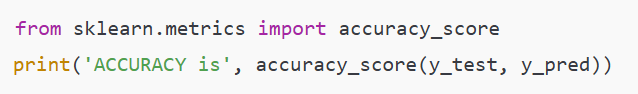 from sklearn.metrics import accuracy_score
print('ACCURACY is', accuracy_score(y_test, y_pred))